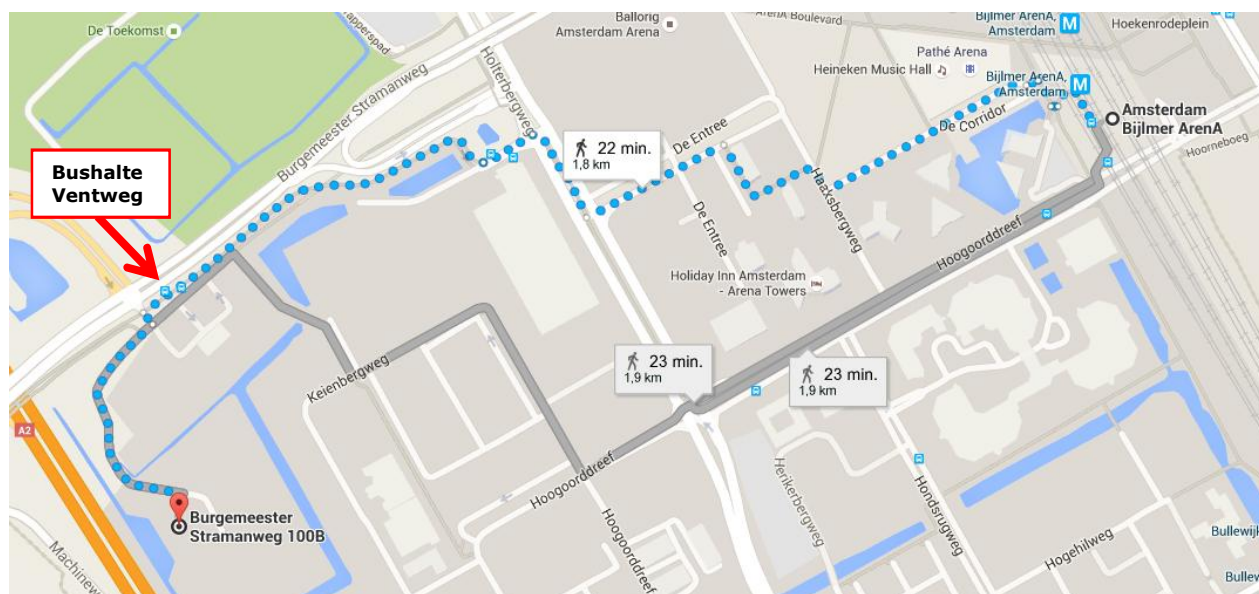 De Toekomst
apperspad
Burgemeester Stramanweg
Holterbergweg
Ballorig
Amsterdam Arena
ArenA Boulevard
Bijlmer ArenA,
Amsterdam
M
Hoekenrodeplein
Pathé Arena
Heineken Music Hall
Bijlmer ArenA,
Amsterdam
M
De Corridor
Amsterdam
Bijlmer ArenA
Hoorneboeg
Bushalte
Ventweg
22 min.
1,8 km
De Entree
De Entree
Haaksbergweg
Hoogoorddreef
Holiday Inn Amsterdam
- Arena Towers
23 min.
1,9 km
23 min.
1,9 km
Keienbergweg
A2
Hoogoorddreef
Hoogoorddreef
Herikerbergweg
Hondsrugweg
Hogehilweg
Bullewijk
Bullew
Burgemeester
Stramanweg 100B
Machinew